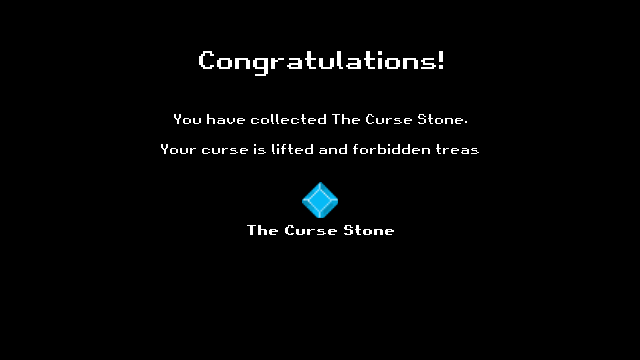 Congratulations!
You have collected The Curse Stone.
Your curse is lifted and forbidden treas
The Curse Stone